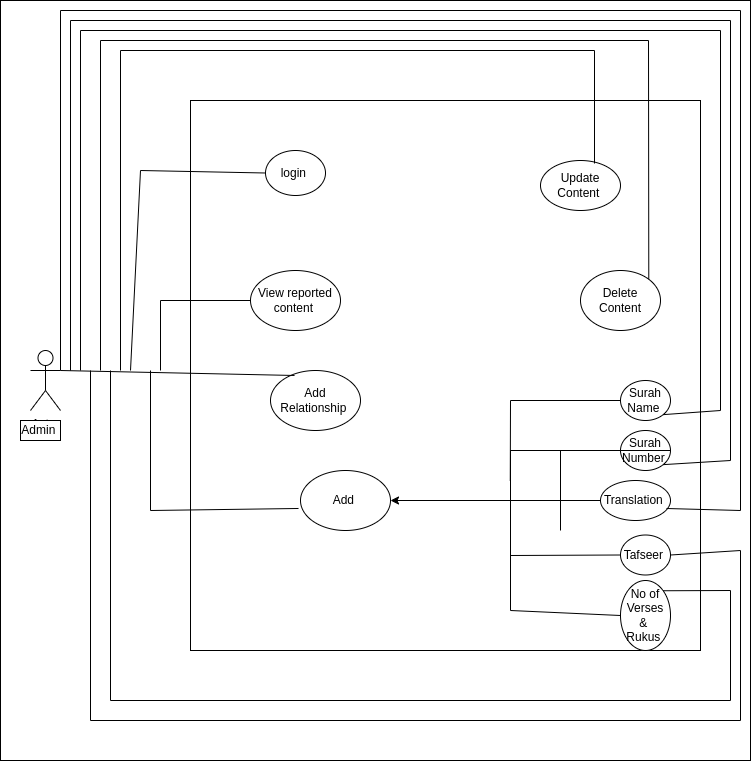 login
Update
Content
View reported
content
Delete
Content
Add
Relationship
Surah
Name
Admin
Surah
Number
Add
Translation
Tafseer
No of
Verses
&
Rukus